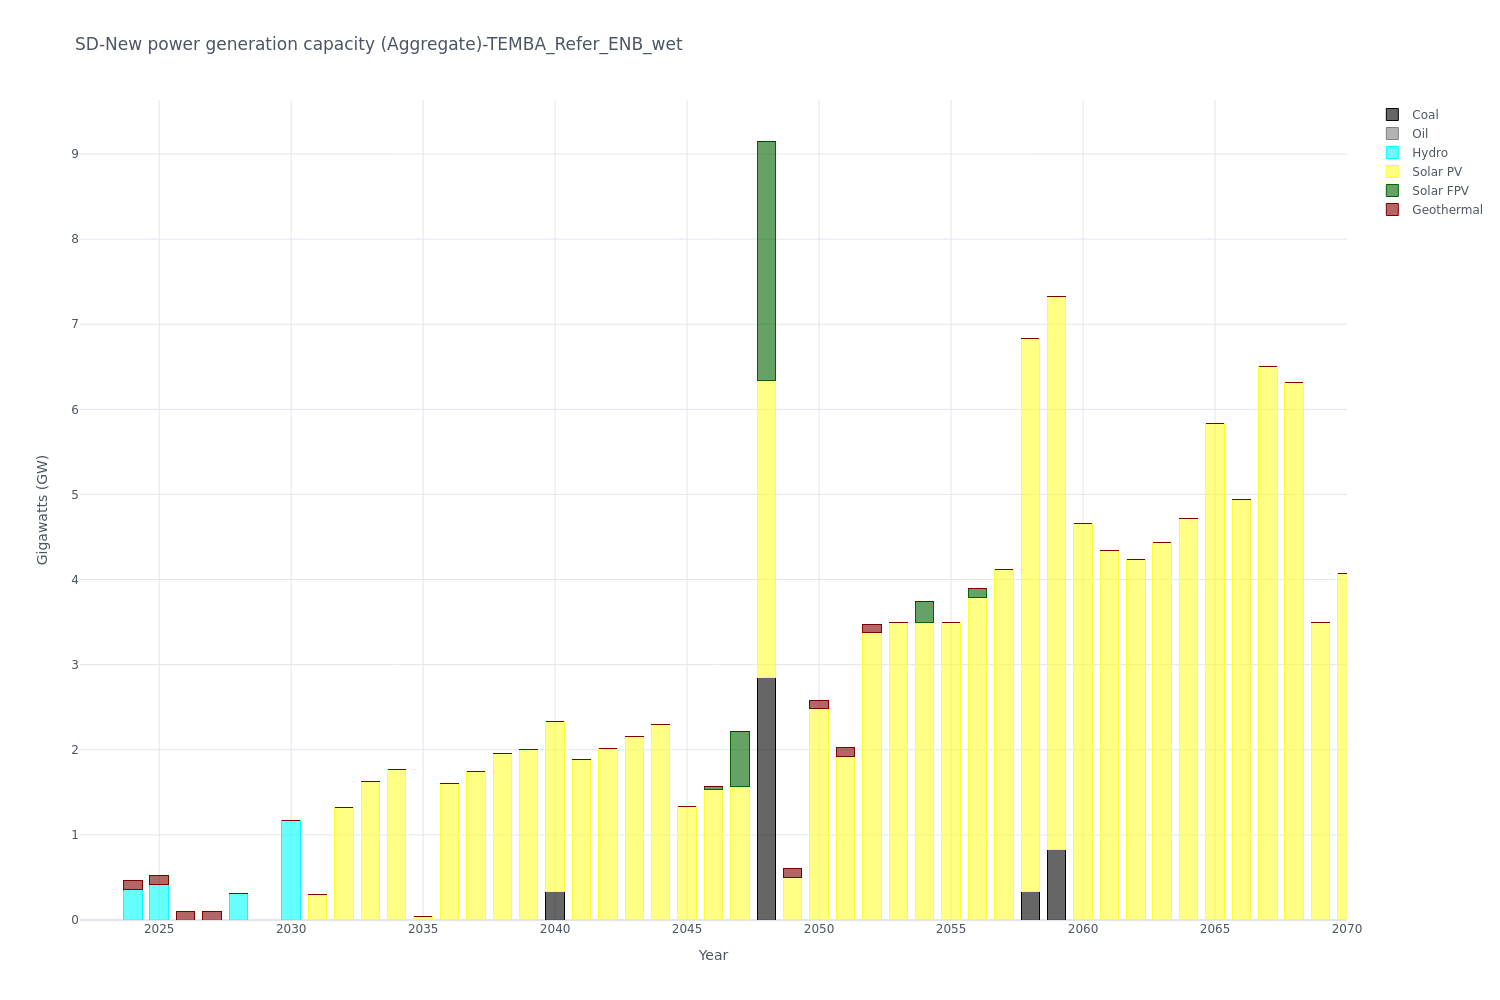 SD-New power generation capacity (Aggregate)-TEMBA_Refer_ENB_wet
Coal
Oil
Hydro
Solar PV
Solar FPV
Geothermal
9
8
7
6
5
4
3
2
1
0
Gigawatts (GW)
2025 2030 2035 2040 2045 2050 2055 2060 2065 2070
Year